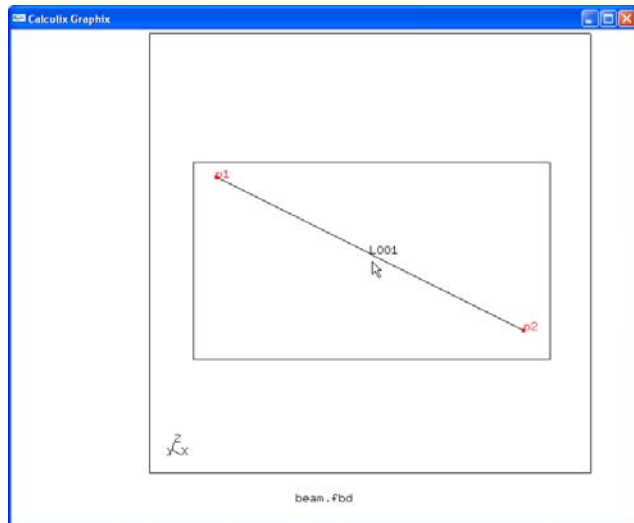 Calculix Graphix
p1
L001
p2
Z
Y X
beam.fbd